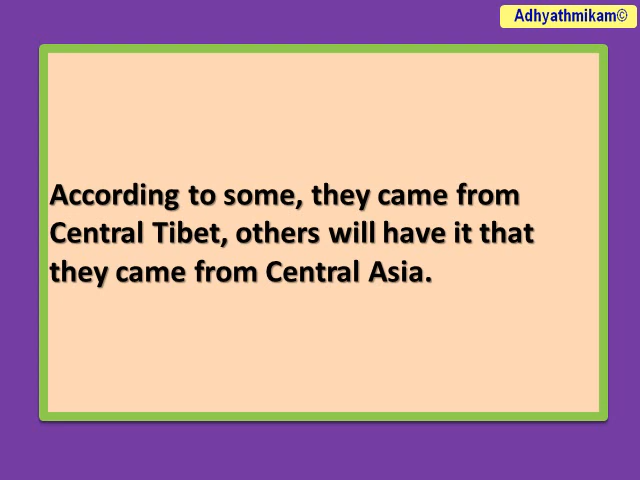 Adhyathmikam©
According to some, they came from
Central Tibet, others will have it that
they came from Central Asia.